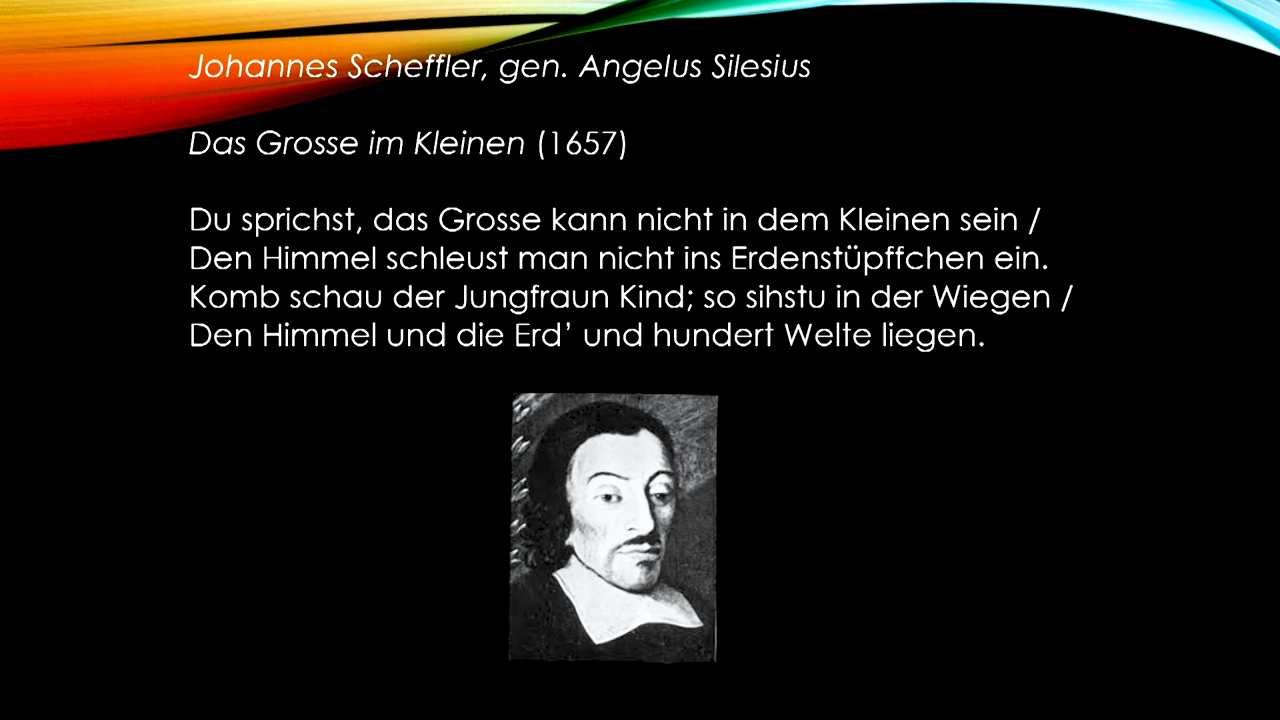 Johannes Scheffler, gen. Angelus Silesius
Das Grosse im Kleinen (1657)
Du sprichst, das Grosse kann nicht in dem Kleinen sein /
Den Himmel schleust man nicht ins Erdenstüpffchen ein.
Komb schau der Jungfraun Kind; so sihstu in der Wiegen /
Den Himmel und die Erd’ und hundert Welte liegen.